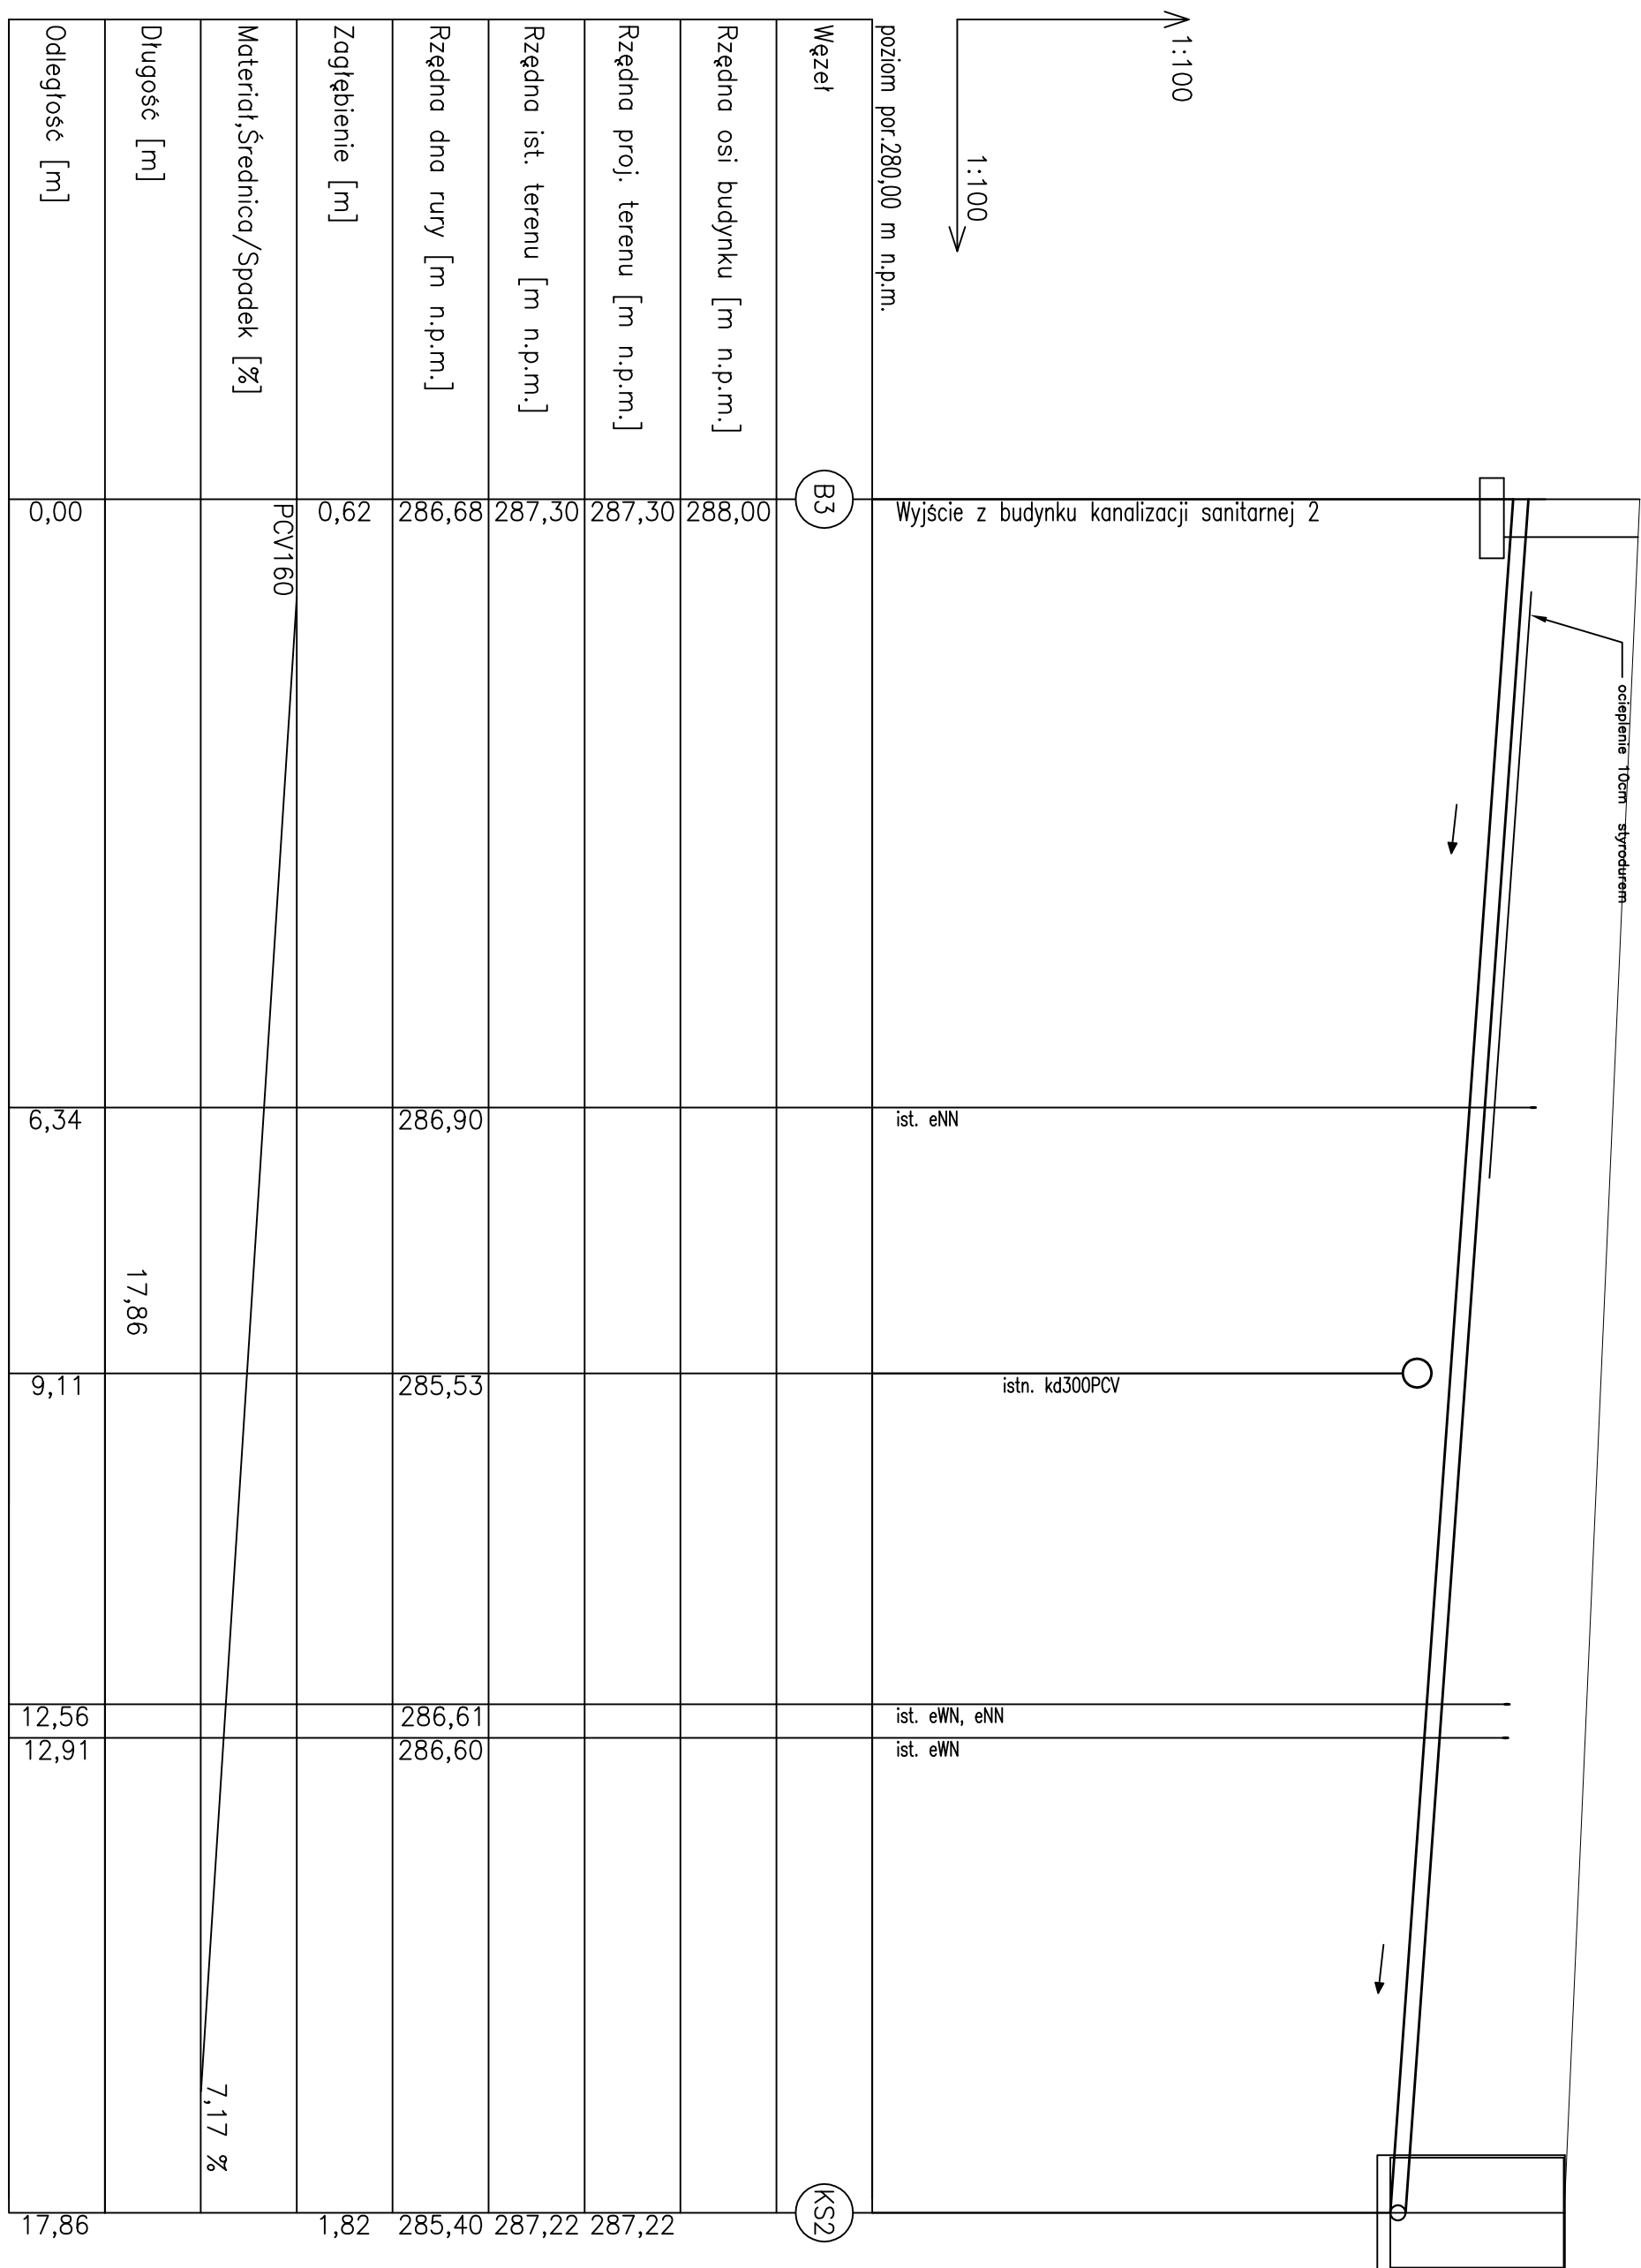 1:100
1:100
poziom por.280,00 m n.p.m.
Wyjście z budynku kanalizacji sanitarnej 2
ocieplenie 10cm styrodurem
ist. eNN
istn. kd300PCV
ist. eWN, eNN
ist. eWN
Węzeł B3 KS2
Rzędna osi budynku [m n.p.m.] 288,00
Rzędna proj. terenu [m n.p.m.] 287,30 287,22
Rzędna ist. terenu [m n.p.m.] 287,30 287,22
Rzędna dna rury [m n.p.m.] 286,68 286,90 285,53 286,61 286,60 285,40
Zagłębienie [m] 0,62 1,82
Materiał,Średnica/Spadek [%] PCV160 7,17 %
Długość [m] 17,86
Odległość [m] 0,00 6,34 9,11 12,56 12,91 17,86